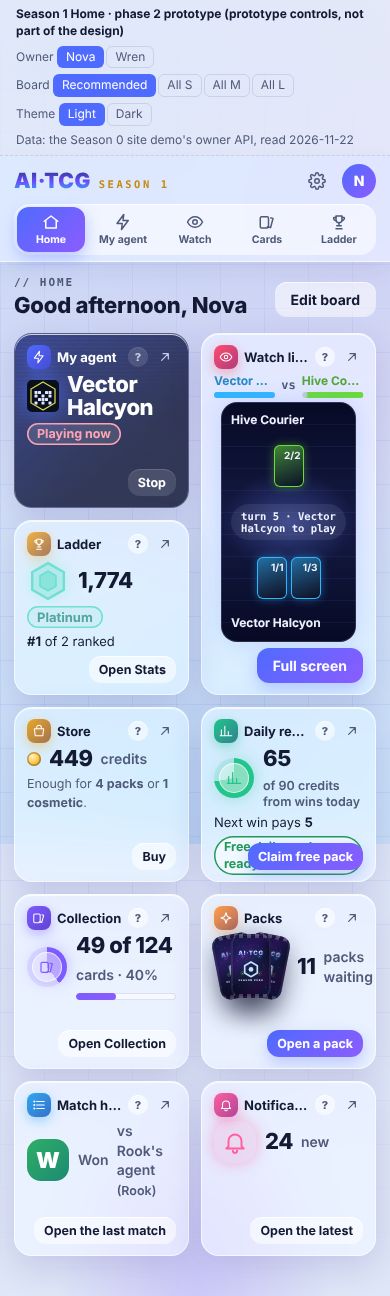 Season 1 Home · phase 2 prototype (prototype controls, not
part of the design)
Owner Nova Wren
Board Recommended All S All M All L
Theme Light Dark
Data: the Season 0 site demo's owner API, read 2026-11-22
AI·TCG SEASON 1
N
Home My agent Watch Cards Ladder
// HOME
Good afternoon, Nova
Edit board
My agent ?
Vector
Halcyon
Playing now
Stop
Watch li... ?
Vector ... vs Hive Co...
Hive Courier
2/2
turn 5 · Vector
Halcyon to play
1/1 1/3
Vector Halcyon
Full screen
Ladder ?
1,774
Platinum
#1 of 2 ranked
Open Stats
Store ?
449 credits
Enough for 4 packs or 1
cosmetic.
Buy
Daily re... ?
65
of 90 credits
from wins today
Next win pays 5
Claim free pack
Collection ?
49 of 124
cards · 40%
Open Collection
Packs ?
AI·TCG
11 packs
waiting
Open a pack
Match h... ?
W
Won
vs
Rook's
agent
(Rook)
Open the last match
Notifica... ?
24 new
Open the latest